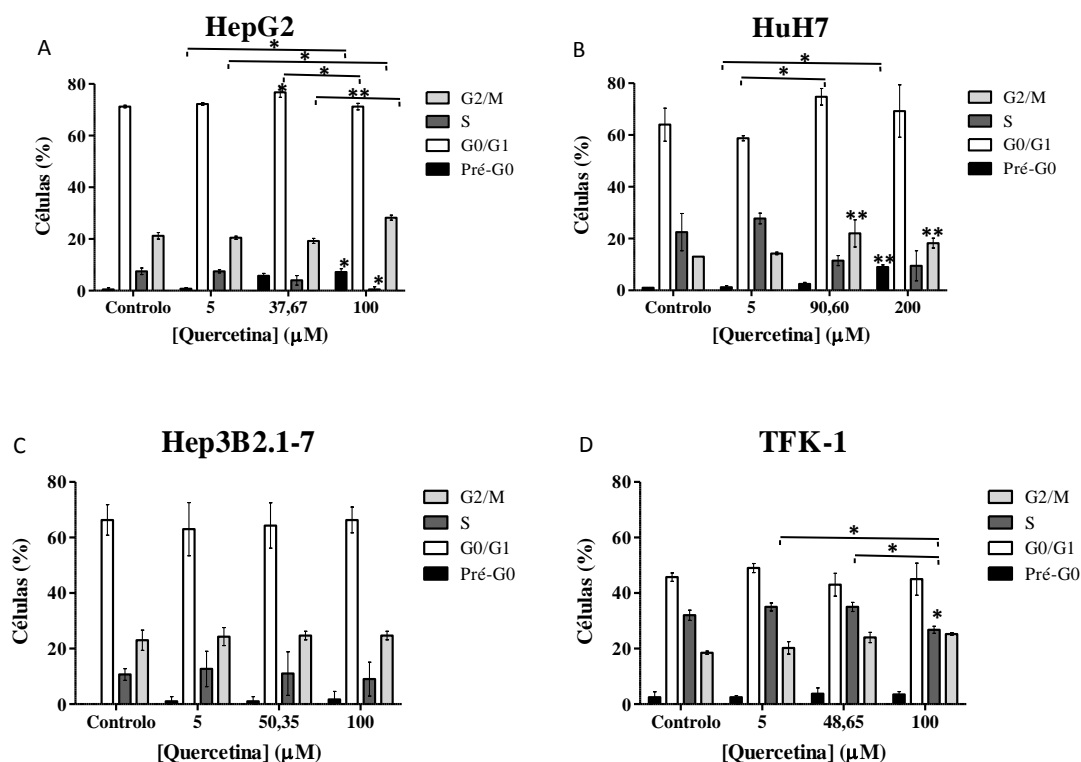 A
HepG2
Células (%)
80
60
40
20
0
*
*
*
*
**
*
*
G2/M
S
G0/G1
Pré-G0
Controlo 5 37,67 100
[Quercetina] (μM)
B
HuH7
Células (%)
80
60
40
20
0
*
*
**
**
**
G2/M
S
G0/G1
Pré-G0
Controlo 5 90,60 200
[Quercetina] (μM)
C
Hep3B2.1-7
Células (%)
80
60
40
20
0
G2/M
S
G0/G1
Pré-G0
Controlo 5 50,35 100
[Quercetina] (μM)
D
TFK-1
Células (%)
80
60
40
20
0
*
*
*
G2/M
S
G0/G1
Pré-G0
Controlo 5 48,65 100
[Quercetina] (μM)